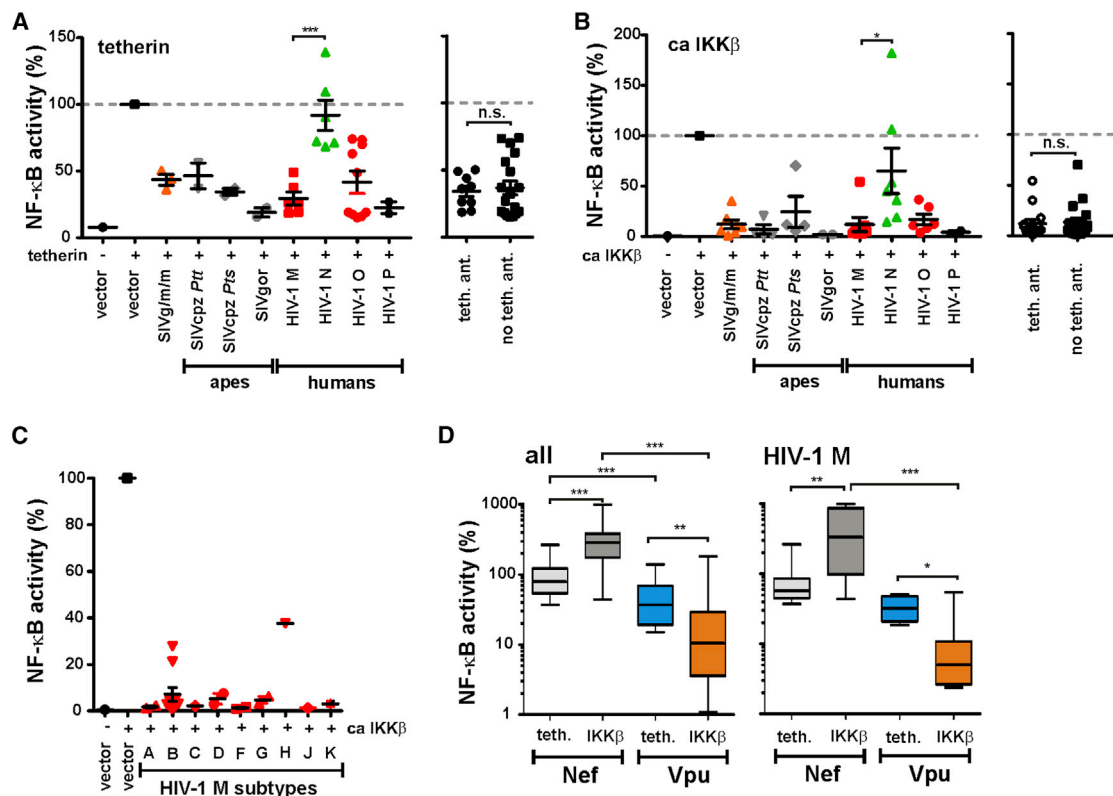 A
tetherin
***
NF-κB activity (%)
150
100
50
0
n.s.
tetherin - + + + + + + + + +
vector
vector
SIVg/m/m
SIVcpz Ptt
SIVcpz Pts
SIVgor
HIV-1 M
HIV-1 N
HIV-1 O
HIV-1 P
apes
humans
teth. ant.
no teth. ant.
B
ca IKKβ
*
NF-κB activity (%)
200
150
100
50
0
n.s.
ca IKKβ - + + + + + + + + +
vector
vector
SIVg/m/m
SIVcpz Ptt
SIVcpz Pts
SIVgor
HIV-1 M
HIV-1 N
HIV-1 O
HIV-1 P
apes
humans
teth. ant.
no teth ant.
C
NF-κB activity (%)
100
80
60
40
20
0
- + + + + + + + + + + ca IKKβ
vector
vector
A B C D F G H J K
HIV-1 M subtypes
D
all
HIV-1 M
***
***
***
**
**
***
*
NF-κB activity (%)
1000
100
10
1
teth. IKKβ teth. IKKβ
Nef Vpu
teth. IKKβ teth. IKKβ
Nef Vpu